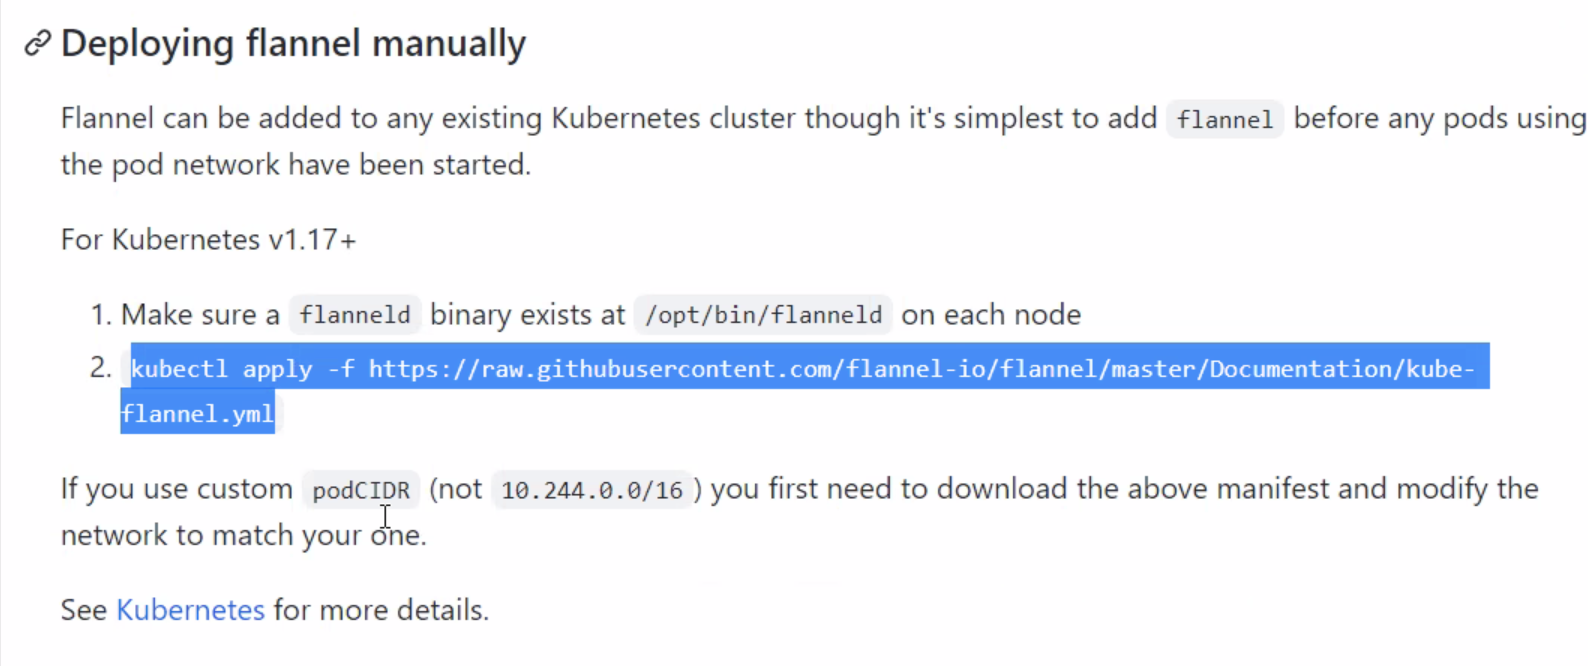 Deploying flannel manually
Flannel can be added to any existing Kubernetes cluster though it's simplest to add flannel before any pods using
the pod network have been started.
For Kubernetes v1.17+
1. Make sure a flanneld binary exists at /opt/bin/flanneld on each node
2. kubectl apply -f https://raw.githubusercontent.com/flannel-io/flannel/master/Documentation/kube-
flannel.yml
If you use custom podCIDR (not 10.244.0.0/16) you first need to download the above manifest and modify the
network to match your one.
See Kubernetes for more details.